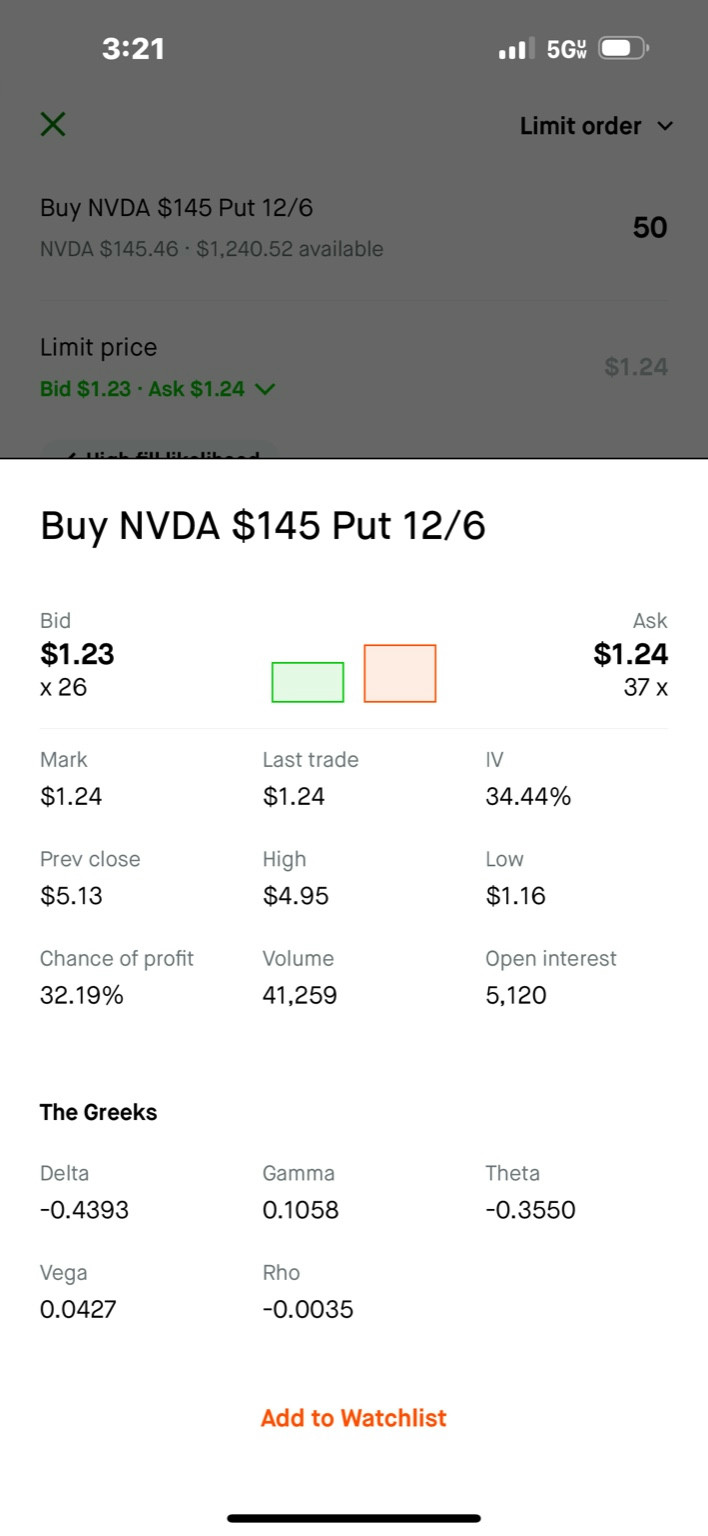 3:21
5GUW
Limit order
Buy NVDA $145 Put 12/6
50
NVDA $145.46 · $1,240.52 available
Limit price
$1.24
Bid $1.23 · Ask $1.24
High fill likelihood
Buy NVDA $145 Put 12/6
Bid
Ask
$1.23
$1.24
x 26
37 x
Mark
Last trade
IV
$1.24
$1.24
34.44%
Prev close
High
Low
$5.13
$4.95
$1.16
Chance of profit
Volume
Open interest
32.19%
41,259
5,120
The Greeks
Delta
Gamma
Theta
-0.4393
0.1058
-0.3550
Vega
Rho
0.0427
-0.0035
Add to Watchlist